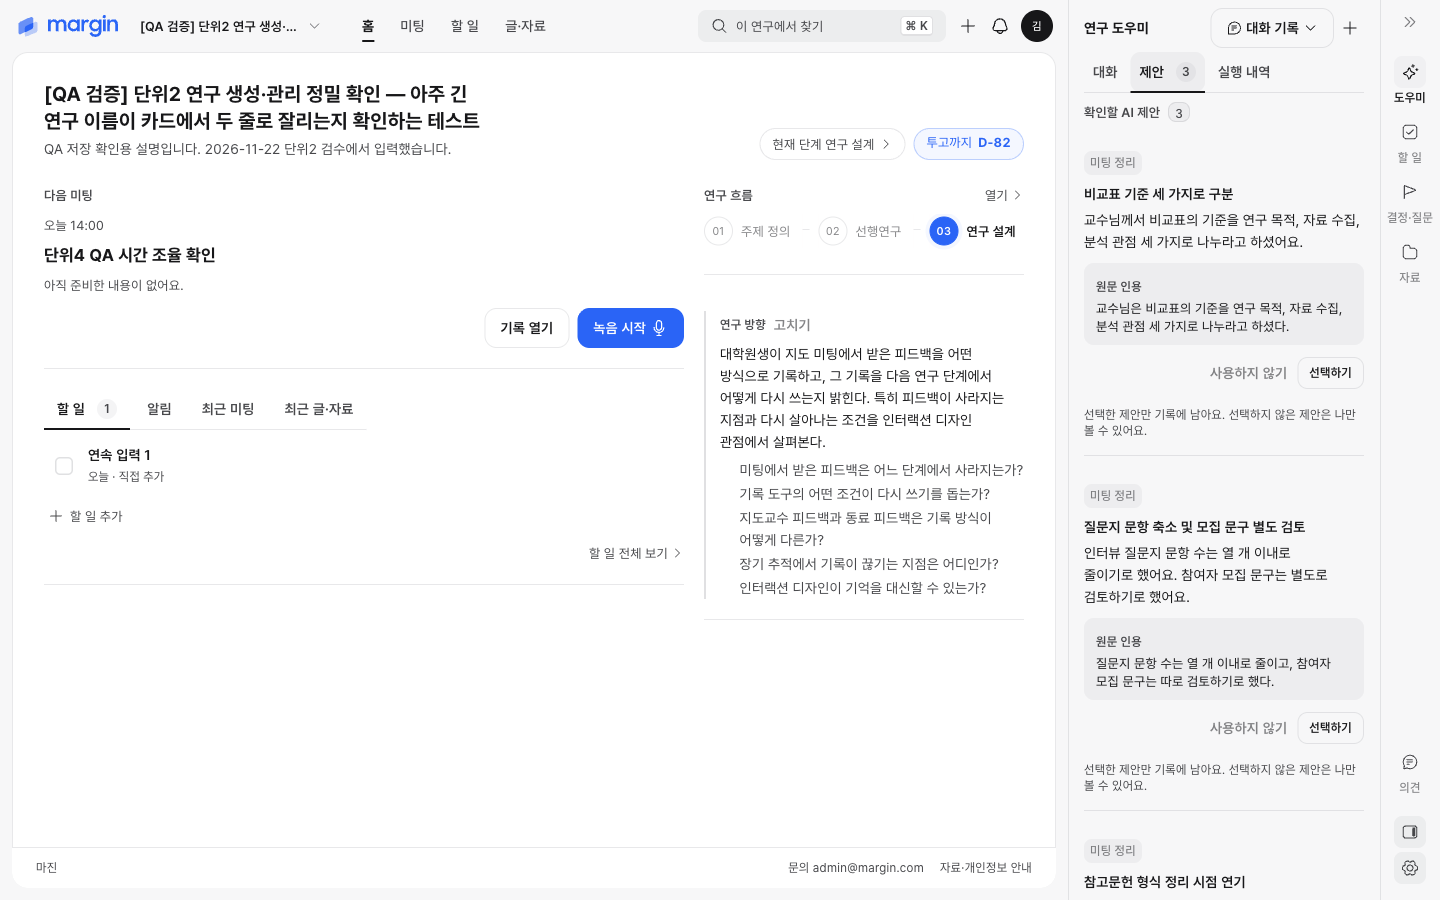 margin
[QA 검증] 단위2 연구 생성·...
홈
미팅
할 일
글·자료
이 연구에서 찾기
⌘ K
김
[QA 검증] 단위2 연구 생성·관리 정밀 확인 — 아주 긴
연구 이름이 카드에서 두 줄로 잘리는지 확인하는 테스트
QA 저장 확인용 설명입니다. 2026-11-22 단위2 검수에서 입력했습니다.
현재 단계 연구 설계
투고까지 D-82
다음 미팅
오늘 14:00
단위4 QA 시간 조율 확인
아직 준비한 내용이 없어요.
기록 열기
녹음 시작
할 일 1
알림
최근 미팅
최근 글·자료
연속 입력 1
오늘 · 직접 추가
할 일 추가
할 일 전체 보기
연구 흐름
열기
01 주제 정의
02 선행연구
03 연구 설계
연구 방향 고치기
대학원생이 지도 미팅에서 받은 피드백을 어떤
방식으로 기록하고, 그 기록을 다음 연구 단계에서
어떻게 다시 쓰는지 밝힌다. 특히 피드백이 사라지는
지점과 다시 살아나는 조건을 인터랙션 디자인
관점에서 살펴본다.
미팅에서 받은 피드백은 어느 단계에서 사라지는가?
기록 도구의 어떤 조건이 다시 쓰기를 돕는가?
지도교수 피드백과 동료 피드백은 기록 방식이
어떻게 다른가?
장기 추적에서 기록이 끊기는 지점은 어디인가?
인터랙션 디자인이 기억을 대신할 수 있는가?
마진
문의 admin@margin.com
자료·개인정보 안내
연구 도우미
대화 기록
대화
제안 3
실행 내역
확인할 AI 제안 3
미팅 정리
비교표 기준 세 가지로 구분
교수님께서 비교표의 기준을 연구 목적, 자료 수집,
분석 관점 세 가지로 나누라고 하셨어요.
원문 인용
교수님은 비교표의 기준을 연구 목적, 자료 수집,
분석 관점 세 가지로 나누라고 하셨다.
사용하지 않기
선택하기
선택한 제안만 기록에 남아요. 선택하지 않은 제안은 나만
볼 수 있어요.
미팅 정리
질문지 문항 축소 및 모집 문구 별도 검토
인터뷰 질문지 문항 수는 열 개 이내로
줄이기로 했어요. 참여자 모집 문구는 별도로
검토하기로 했어요.
원문 인용
질문지 문항 수는 열 개 이내로 줄이고, 참여자
모집 문구는 따로 검토하기로 했다.
사용하지 않기
선택하기
선택한 제안만 기록에 남아요. 선택하지 않은 제안은 나만
볼 수 있어요.
미팅 정리
참고문헌 형식 정리 시점 연기
도우미
할 일
결정·질문
자료
의견